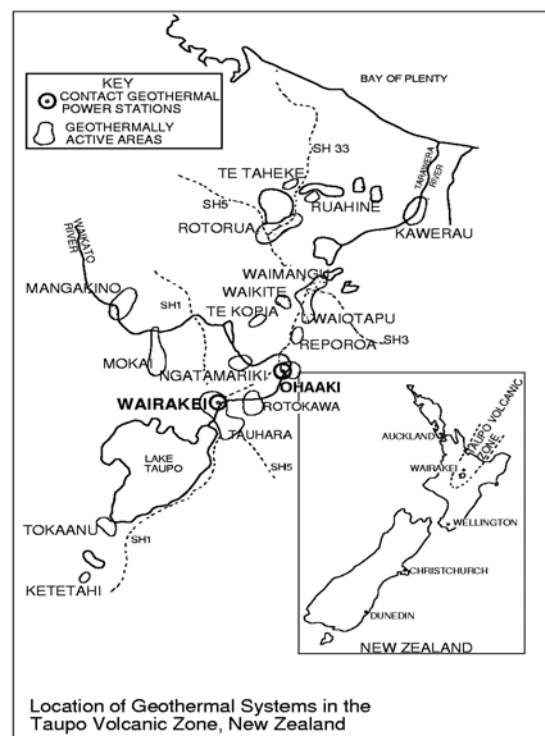 KEY
CONTACT GEOTHERMAL
POWER STATIONS
GEOTHERMALLY
ACTIVE AREAS
BAY OF PLENTY
SH 33
TE TAHEKE
TARAWERA
RIVER
SH5
RUAHINE
ROTORUA
KAWERAU
WAIKATO
RIVER
WAIMANGU
MANGAKINO
WAIKITE
SH1
TE KOPIA
WAIOTAPU
SH3
REPOROA
MOKAI
NGATAMARIKI
OHAAKI
WAIRAKEI
ROTOKAWA
TAUHARA
LAKE
TAUPO
SH5
TOKAANU
SH1
KETETAHI
TAUPO VOLCANIC
ZONE
AUCKLAND
WAIRAKEI
WELLINGTON
CHRISTCHURCH
DUNEDIN
NEW ZEALAND
Location of Geothermal Systems in the
Taupo Volcanic Zone, New Zealand